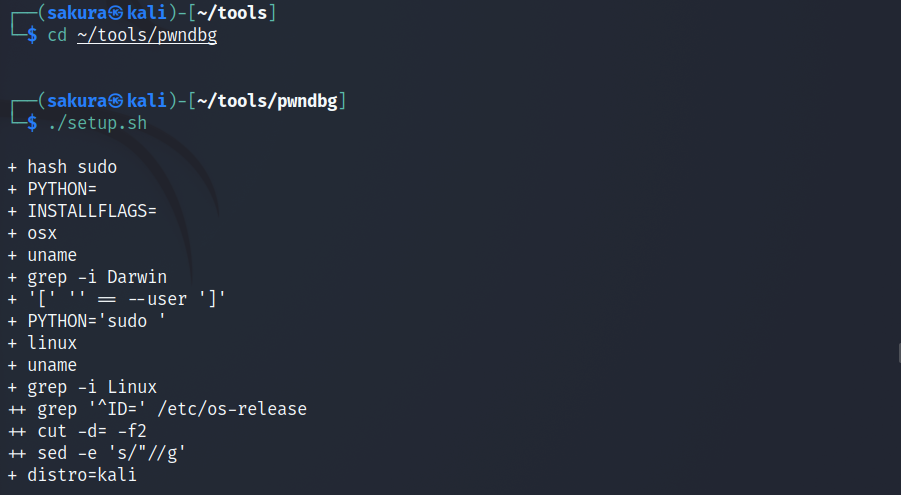 ┌──(sakura㉿kali)-[~/tools]
└─$ cd ~/tools/pwndbg
┌──(sakura㉿kali)-[~/tools/pwndbg]
└─$ ./setup.sh
+ hash sudo
+ PYTHON=
+ INSTALLFLAGS=
+ osx
+ uname
+ grep -i Darwin
+ '[' '' == --user ']'
+ PYTHON='sudo '
+ linux
+ uname
+ grep -i Linux
++ grep '^ID=' /etc/os-release
++ cut -d= -f2
++ sed -e 's/"//g'
+ distro=kali